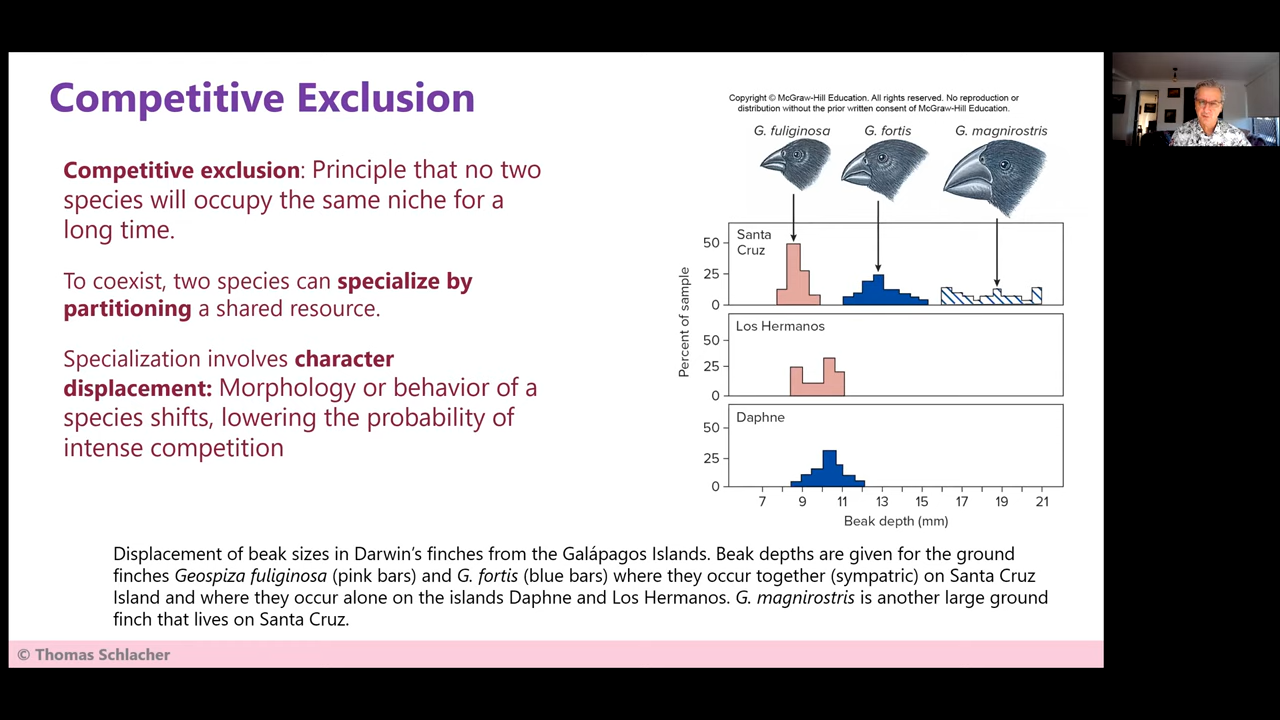 Competitive Exclusion
Competitive exclusion: Principle that no two
species will occupy the same niche for a
long time.
To coexist, two species can specialize by
partitioning a shared resource.
Specialization involves character
displacement: Morphology or behavior of a
species shifts, lowering the probability of
intense competition
Copyright © McGraw-Hill Education. All rights reserved. No reproduction or
distribution without the prior written consent of McGraw-Hill Education.
G. fuliginosa G. fortis G. magnirostris
Santa
Cruz
50
25
0
Los Hermanos
50
25
0
Daphne
50
25
0
Percent of sample
7 9 11 13 15 17 19 21
Beak depth (mm)
Displacement of beak sizes in Darwin's finches from the Galápagos Islands. Beak depths are given for the ground
finches Geospiza fuliginosa (pink bars) and G. fortis (blue bars) where they occur together (sympatric) on Santa Cruz
Island and where they occur alone on the islands Daphne and Los Hermanos. G. magnirostris is another large ground
finch that lives on Santa Cruz.
© Thomas Schlacher